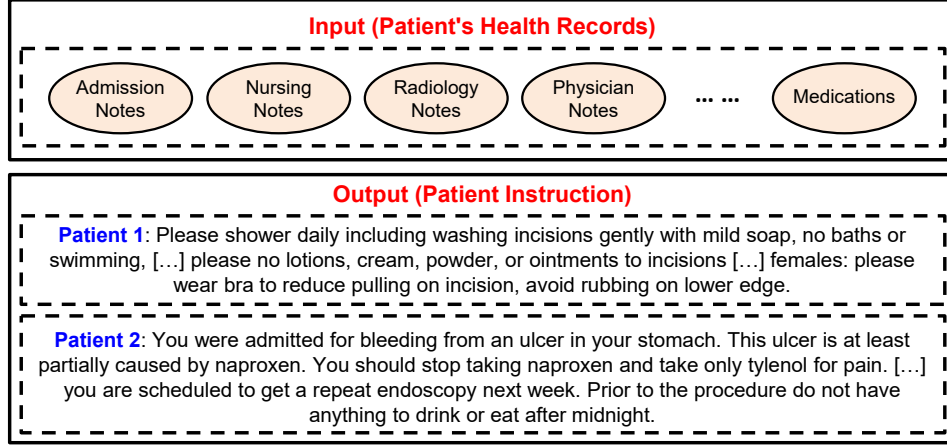 Input (Patient's Health Records)
Admission Notes
Nursing Notes
Radiology Notes
Physician Notes
... ...
Medications
Output (Patient Instruction)
Patient 1: Please shower daily including washing incisions gently with mild soap, no baths or
swimming, […] please no lotions, cream, powder, or ointments to incisions […] females: please
wear bra to reduce pulling on incision, avoid rubbing on lower edge.
Patient 2: You were admitted for bleeding from an ulcer in your stomach. This ulcer is at least
partially caused by naproxen. You should stop taking naproxen and take only tylenol for pain. […]
you are scheduled to get a repeat endoscopy next week. Prior to the procedure do not have
anything to drink or eat after midnight.